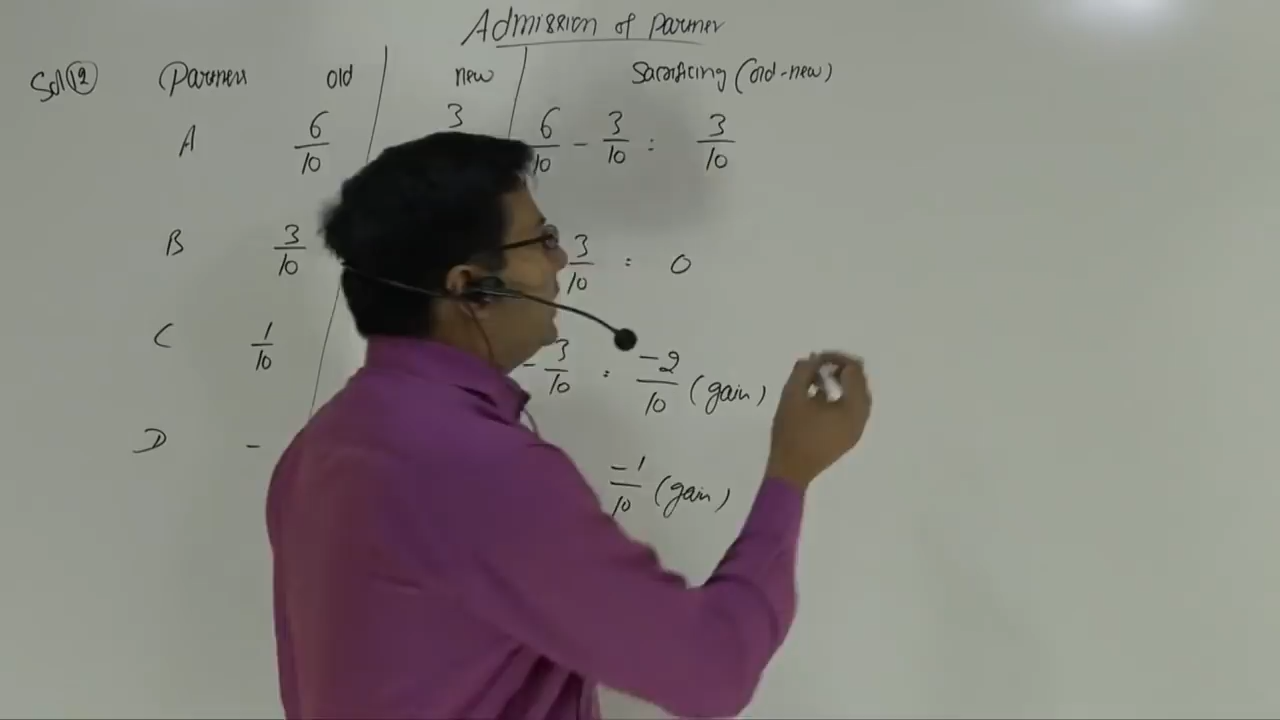 Admission of Partner
Sol 12 Partners old new Sacrificing (old-new)
A 6/10 3 6/10 - 3/10 : 3/10
B 3/10 3/10 : 0
C 1/10 - 3/10 : -2/10 (gain)
D - -1/10 (gain)